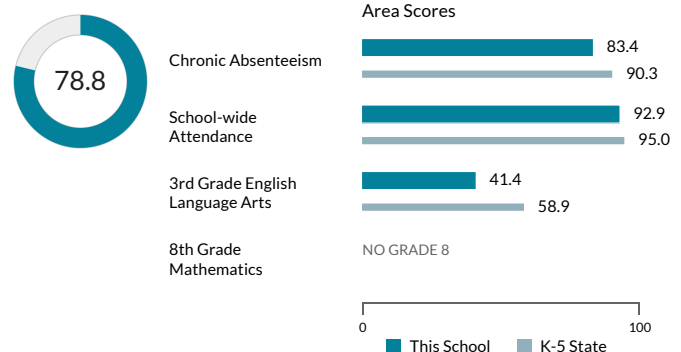 Area Scores
78.8
Chronic Absenteeism
83.4
90.3
School-wide
Attendance
92.9
95.0
3rd Grade English
Language Arts
41.4
58.9
8th Grade
Mathematics
NO GRADE 8
0
100
This School
K-5 State